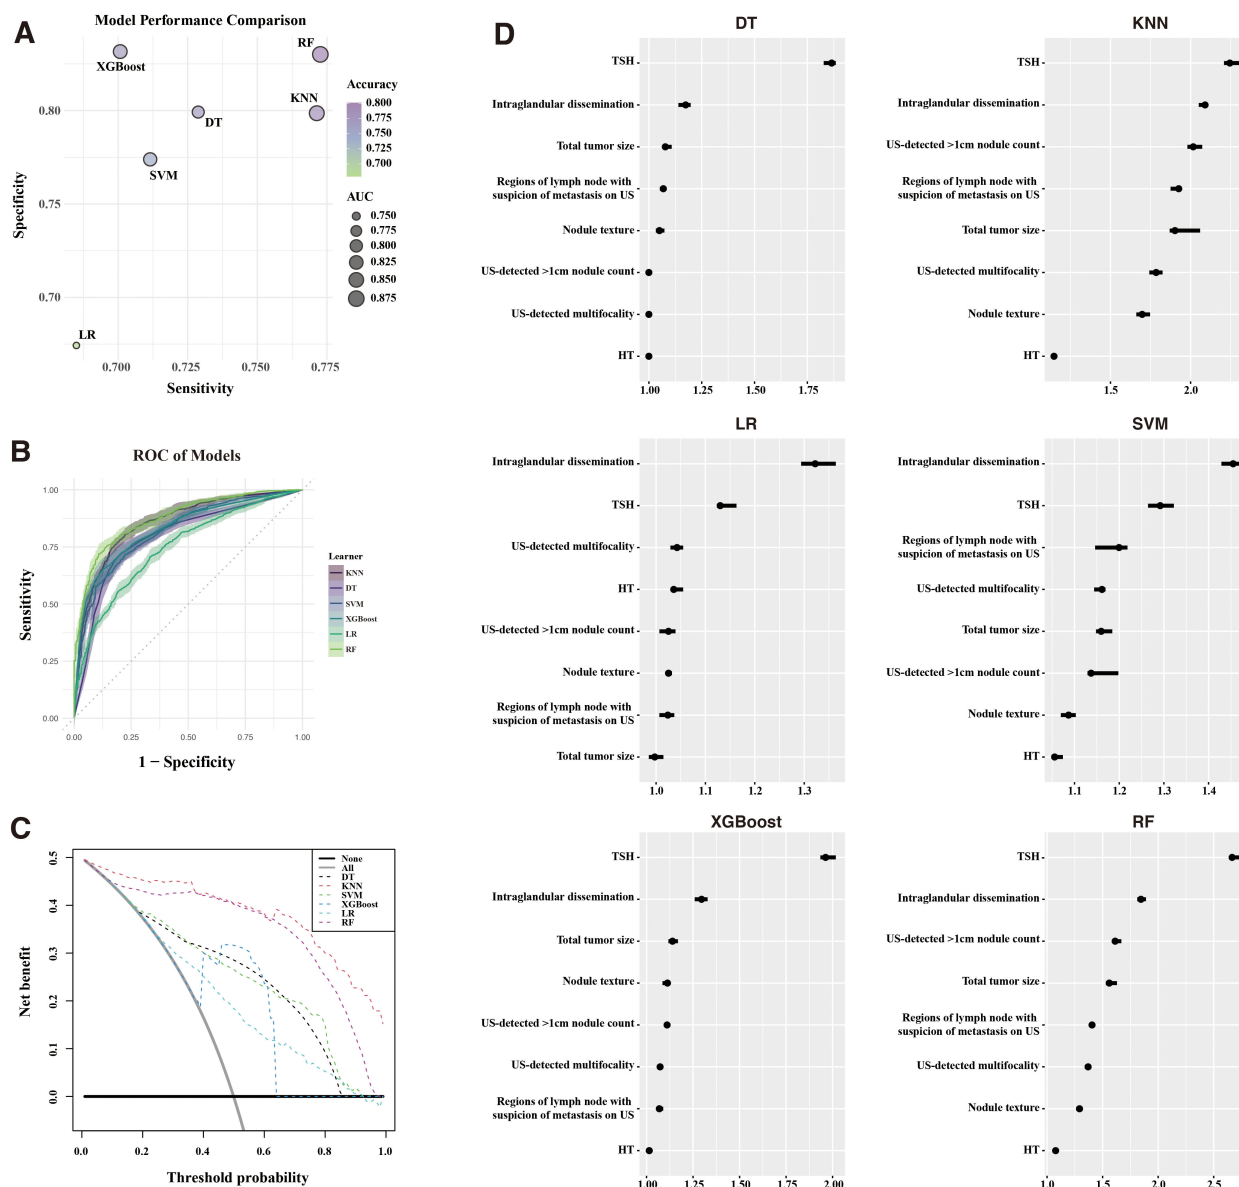 A
Model Performance Comparison
RF
XGBoost
KNN
DT
SVM
LR
0.80
0.75
0.70
Specificity
0.700
0.725
0.750
0.775
Sensitivity
Accuracy
0.800
0.775
0.750
0.725
0.700
AUC
0.750
0.775
0.800
0.825
0.850
0.875
B
ROC of Models
1.00
0.75
0.50
0.25
0.00
Sensitivity
0.00
0.25
0.50
0.75
1.00
1 − Specificity
Learner
KNN
DT
SVM
XGBoost
LR
RF
C
0.5
0.4
0.3
0.2
0.1
0.0
Net benefit
0.0
0.2
0.4
0.6
0.8
1.0
Threshold probability
None
All
DT
KNN
SVM
XGBoost
LR
RF
D
DT
TSH
Intraglandular dissemination
Total tumor size
Regions of lymph node with
suspicion of metastasis on US
Nodule texture
US-detected >1cm nodule count
US-detected multifocality
HT
1.00
1.25
1.50
1.75
KNN
TSH
Intraglandular dissemination
US-detected >1cm nodule count
Regions of lymph node with
suspicion of metastasis on US
Total tumor size
US-detected multifocality
Nodule texture
HT
1.5
2.0
LR
Intraglandular dissemination
TSH
US-detected multifocality
HT
US-detected >1cm nodule count
Nodule texture
Regions of lymph node with
suspicion of metastasis on US
Total tumor size
1.0
1.1
1.2
1.3
SVM
Intraglandular dissemination
TSH
Regions of lymph node with
suspicion of metastasis on US
US-detected multifocality
Total tumor size
US-detected >1cm nodule count
Nodule texture
HT
1.1
1.2
1.3
1.4
XGBoost
TSH
Intraglandular dissemination
Total tumor size
Nodule texture
US-detected >1cm nodule count
US-detected multifocality
Regions of lymph node with
suspicion of metastasis on US
HT
1.00
1.25
1.50
1.75
2.00
RF
TSH
Intraglandular dissemination
US-detected >1cm nodule count
Total tumor size
Regions of lymph node with
suspicion of metastasis on US
US-detected multifocality
Nodule texture
HT
1.0
1.5
2.0
2.5